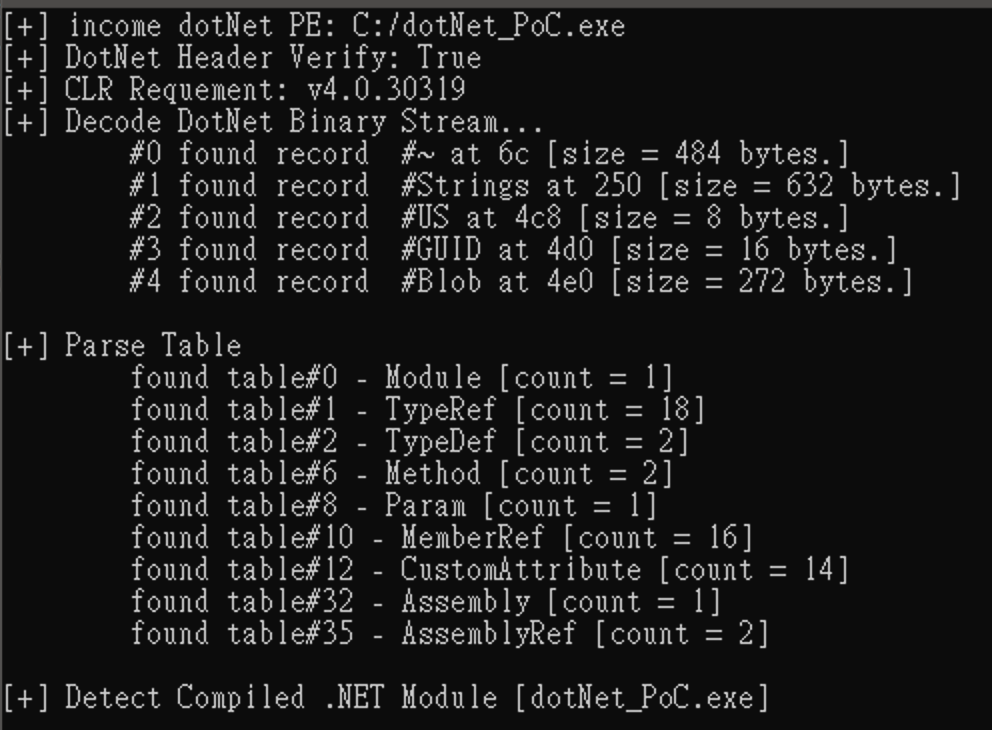 [+] income dotNet PE: C:/dotNet_PoC.exe
[+] DotNet Header Verify: True
[+] CLR Requement: v4.0.30319
[+] Decode DotNet Binary Stream...
#0 found record #~ at 6c [size = 484 bytes.]
#1 found record #Strings at 250 [size = 632 bytes.]
#2 found record #US at 4c8 [size = 8 bytes.]
#3 found record #GUID at 4d0 [size = 16 bytes.]
#4 found record #Blob at 4e0 [size = 272 bytes.]
[+] Parse Table
found table#0 - Module [count = 1]
found table#1 - TypeRef [count = 18]
found table#2 - TypeDef [count = 2]
found table#6 - Method [count = 2]
found table#8 - Param [count = 1]
found table#10 - MemberRef [count = 16]
found table#12 - CustomAttribute [count = 14]
found table#32 - Assembly [count = 1]
found table#35 - AssemblyRef [count = 2]
[+] Detect Compiled .NET Module [dotNet_PoC.exe]